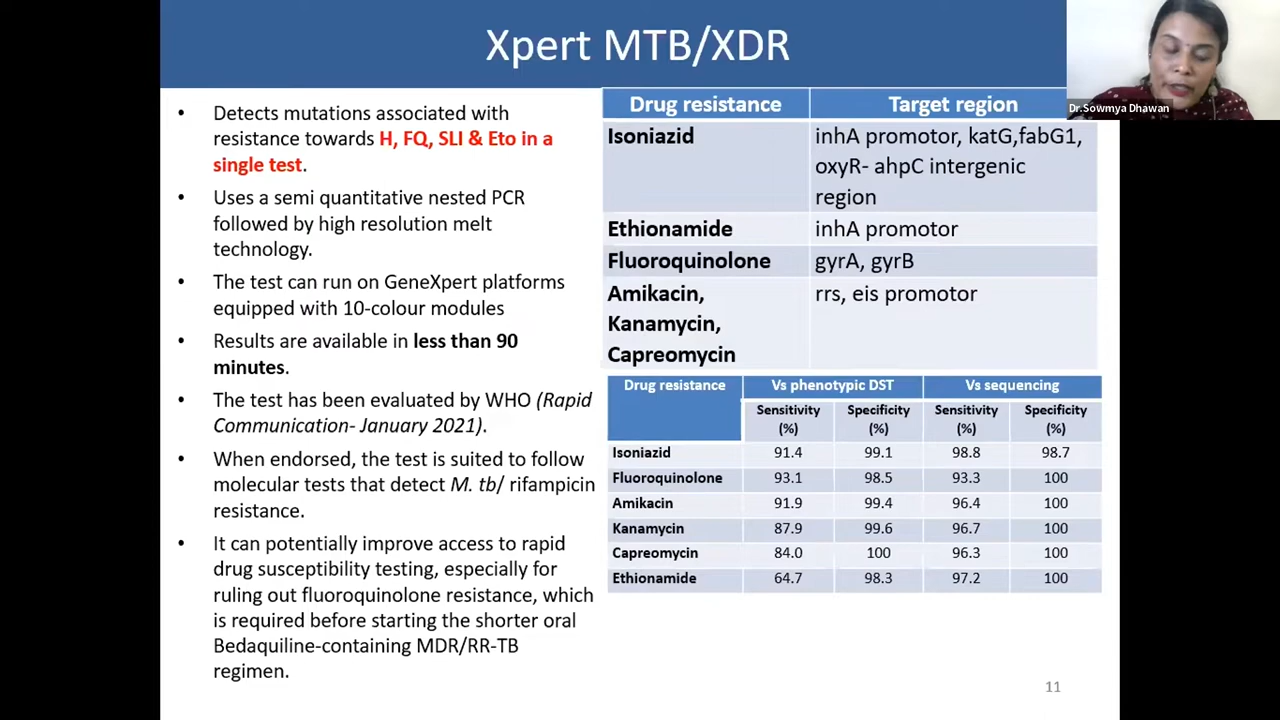 Xpert MTB/XDR
Dr.Sowmya Dhawan
• Detects mutations associated with
resistance towards H, FQ, SLI & Eto in a
single test.
• Uses a semi quantitative nested PCR
followed by high resolution melt
technology.
• The test can run on GeneXpert platforms
equipped with 10-colour modules
• Results are available in less than 90
minutes.
• The test has been evaluated by WHO (Rapid
Communication- January 2021).
• When endorsed, the test is suited to follow
molecular tests that detect M. tb/ rifampicin
resistance.
• It can potentially improve access to rapid
drug susceptibility testing, especially for
ruling out fluoroquinolone resistance, which
is required before starting the shorter oral
Bedaquiline-containing MDR/RR-TB
regimen.
Drug resistance Target region
Isoniazid inhA promotor, katG,fabG1,
oxyR- ahpC intergenic
region
Ethionamide inhA promotor
Fluoroquinolone gyrA, gyrB
Amikacin, rrs, eis promotor
Kanamycin,
Capreomycin
Drug resistance Vs phenotypic DST Vs sequencing
Sensitivity Specificity Sensitivity Specificity
(%) (%) (%) (%)
Isoniazid 91.4 99.1 98.8 98.7
Fluoroquinolone 93.1 98.5 93.3 100
Amikacin 91.9 99.4 96.4 100
Kanamycin 87.9 99.6 96.7 100
Capreomycin 84.0 100 96.3 100
Ethionamide 64.7 98.3 97.2 100
11